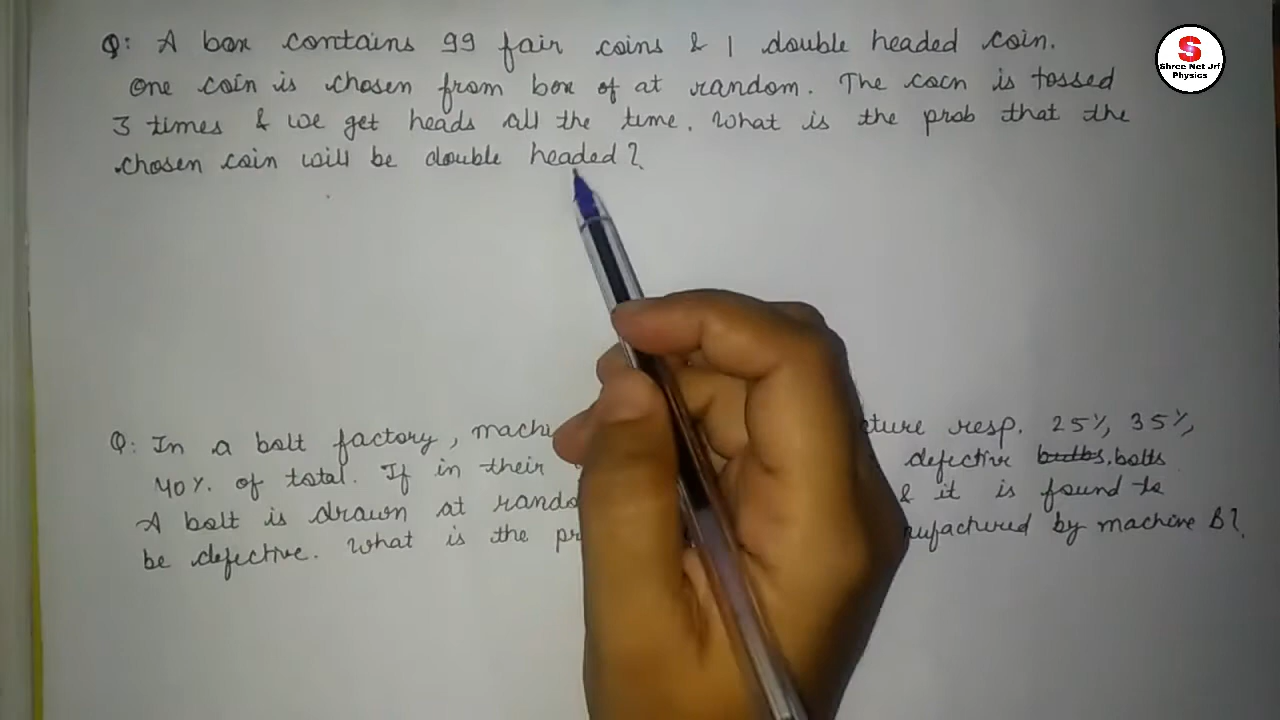 Q: A box contains 99 fair coins & 1 double headed coin.
One coin is chosen from box of at random. The coin is tossed
3 times & we get heads all the time. What is the prob that the
chosen coin will be double headed?
S
Shree Net Jrf
Physics
Q: In a bolt factory, machi ture resp. 25%, 35%,
40%. of total. If in their defective bulbs, bolts
A bolt is drawn at rando & it is found to
be defective. What is the pr nufactured by machine B?